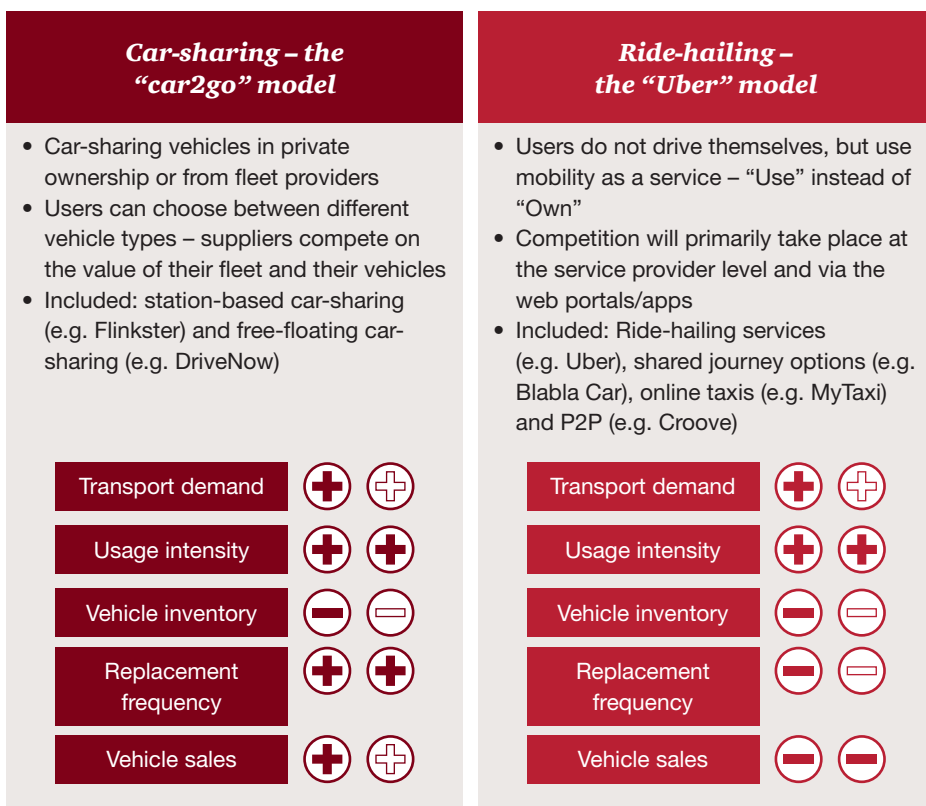 Car-sharing – the
“car2go” model
• Car-sharing vehicles in private
ownership or from fleet providers
• Users can choose between different
vehicle types – suppliers compete on
the value of their fleet and their vehicles
• Included: station-based car-sharing
(e.g. Flinkster) and free-floating car-
sharing (e.g. DriveNow)
Transport demand
Usage intensity
Vehicle inventory
Replacement
frequency
Vehicle sales
Ride-hailing –
the “Uber” model
• Users do not drive themselves, but use
mobility as a service – “Use” instead of
“Own”
• Competition will primarily take place at
the service provider level and via the
web portals/apps
• Included: Ride-hailing services
(e.g. Uber), shared journey options (e.g.
Blabla Car), online taxis (e.g. MyTaxi)
and P2P (e.g. Croove)
Transport demand
Usage intensity
Vehicle inventory
Replacement
frequency
Vehicle sales